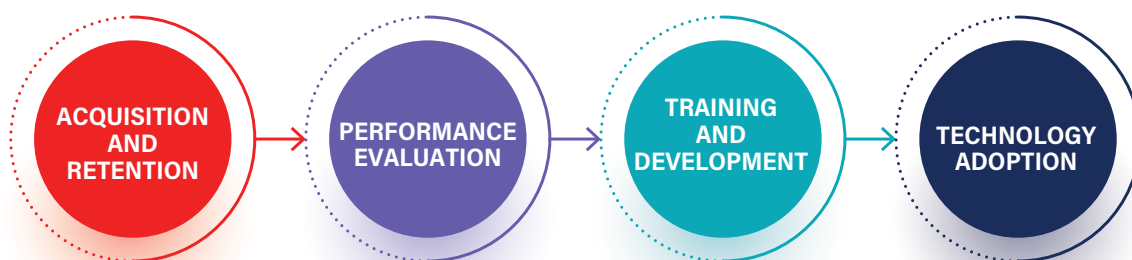 ACQUISITION
AND
RETENTION
PERFORMANCE
EVALUATION
TRAINING
AND
DEVELOPMENT
TECHNOLOGY
ADOPTION